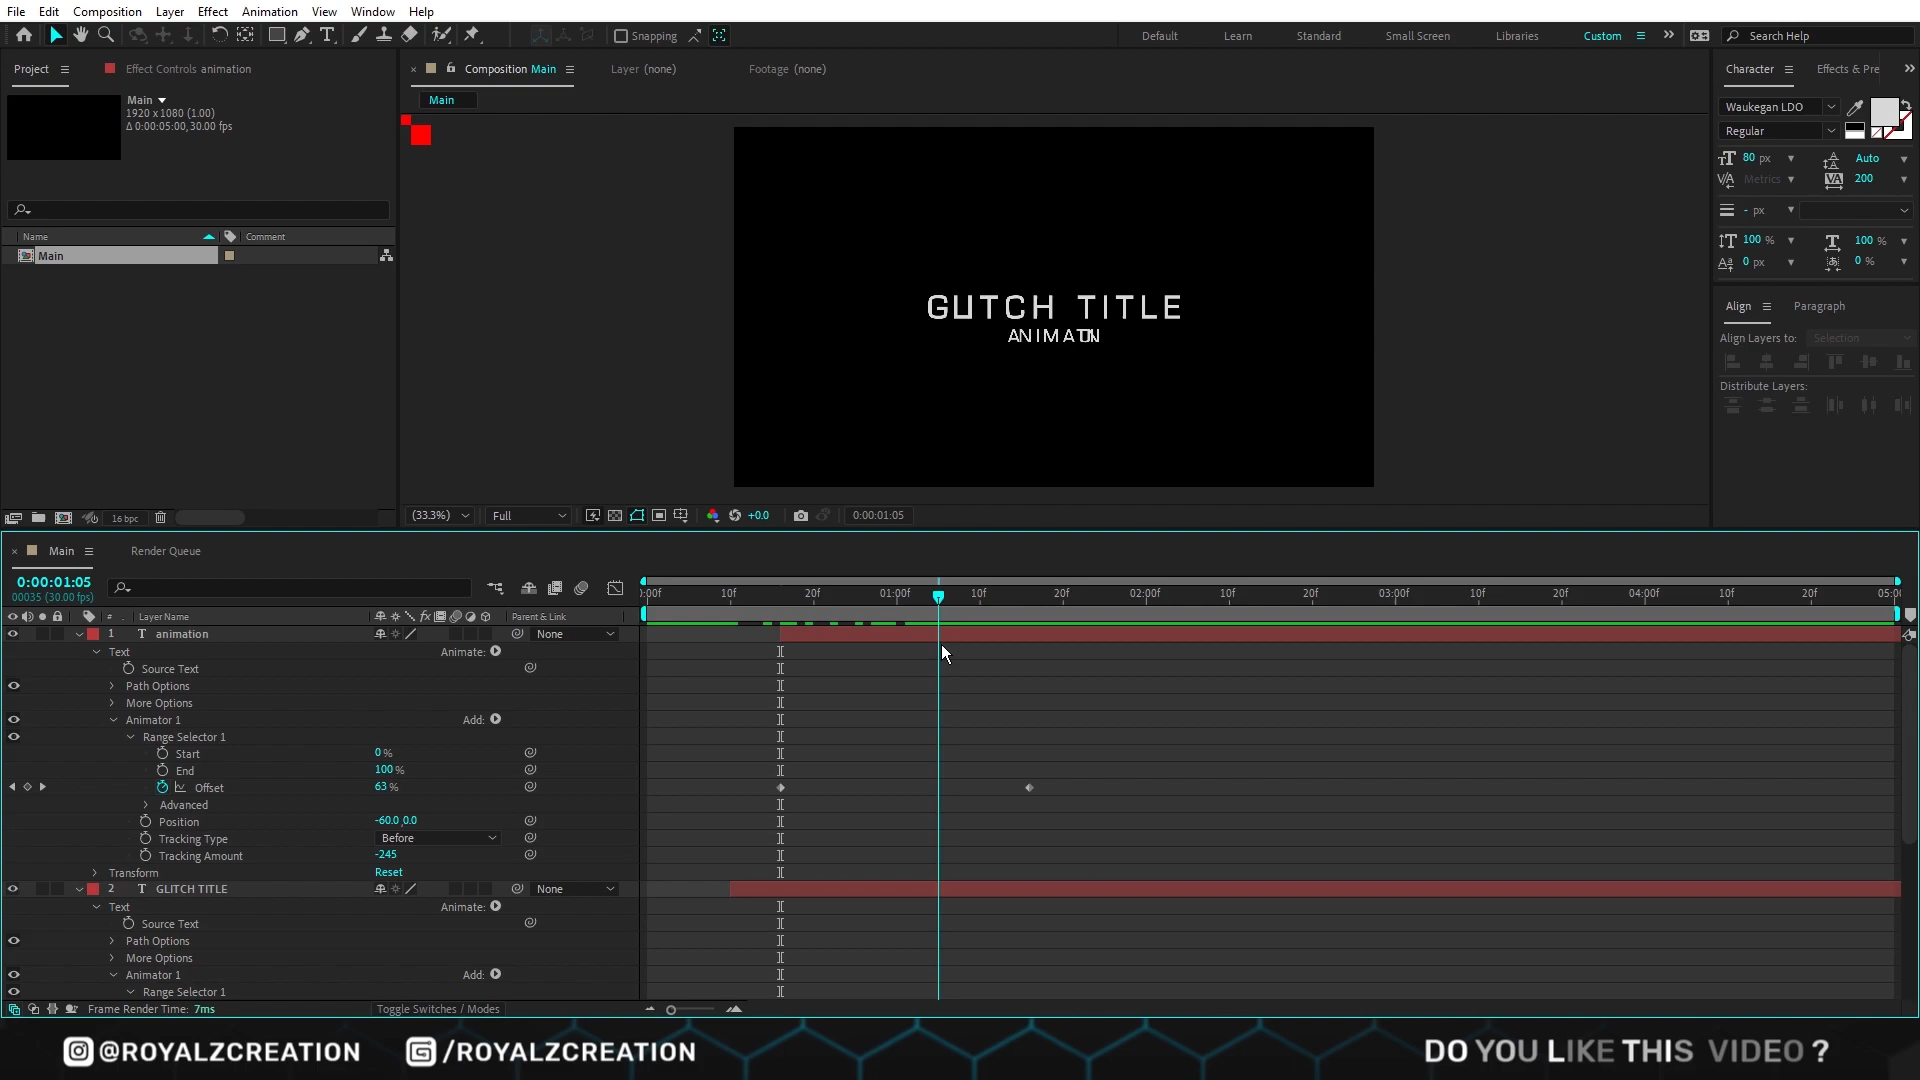 File Edit Composition Layer Effect Animation View Window Help
Snapping Default Learn Standard Small Screen Libraries Custom Search Help
Project Effect Controls animation
Composition Main Layer (none) Footage (none)
Main
Main
1920 x 1080 (1.00)
Δ 0:00:05:00, 30.00 fps
Name Comment
Main
16 bpc
GLITCH TITLE
ANIMATION
(33.3%) Full +0.0 0:00:01:05
Character Effects & Pre
Waukegan LDO
Regular
80 px Auto
Metrics 200
- px
100 % 100 %
0 px 0 %
Align Paragraph
Align Layers to: Selection
Distribute Layers:
Main Render Queue
0:00:01:05
00035 (30.00 fps)
# . Layer Name Parent & Link
:00f 10f 20f 01:00f 10f 20f 02:00f 10f 20f 03:00f 10f 20f 04:00f 10f 20f 05:00
1 T animation None
Text Animate:
Source Text
Path Options
More Options
Animator 1 Add:
Range Selector 1
Start 0 %
End 100 %
Offset 63 %
Advanced
Position -60.0,0.0
Tracking Type Before
Tracking Amount -245
Transform Reset
2 T GLITCH TITLE None
Text Animate:
Source Text
Path Options
More Options
Animator 1 Add:
Range Selector 1
Frame Render Time: 7ms Toggle Switches / Modes
@ROYALZCREATION /ROYALZCREATION DO YOU LIKE THIS VIDEO ?